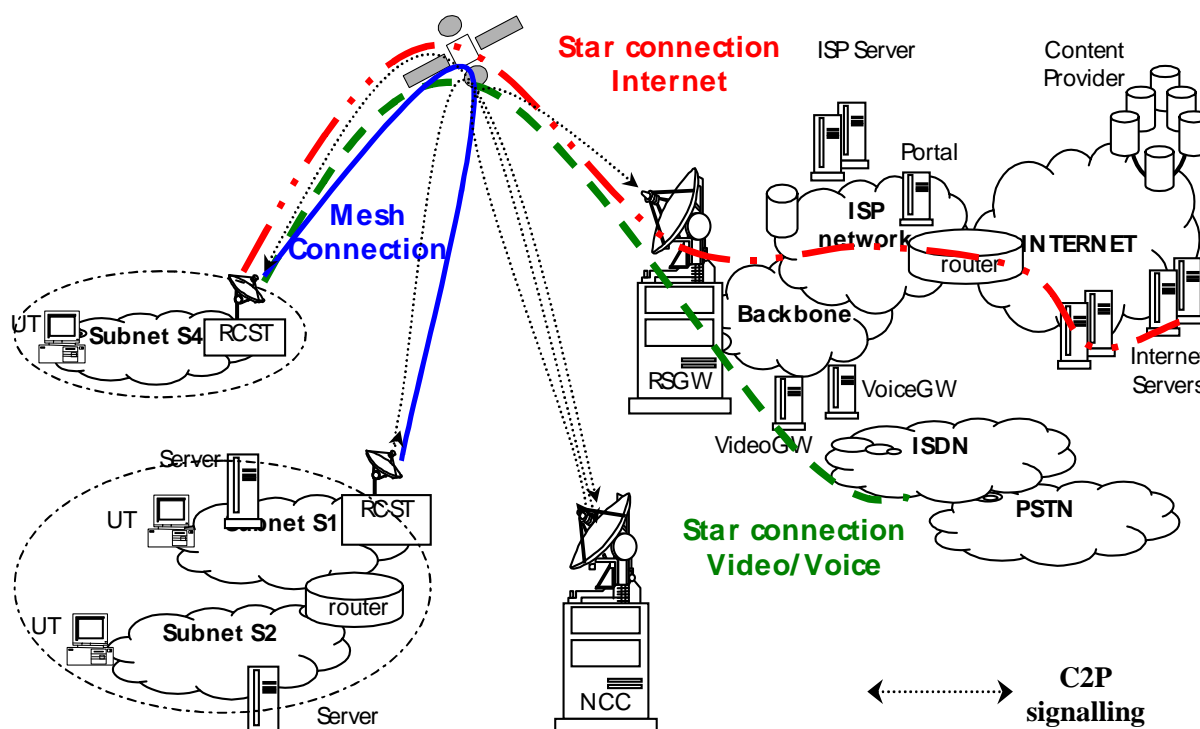 Star connection
Internet
ISP Server
Content
Provider
Portal
Mesh
Connection
ISP
network
INTERNET
router
UT
Subnet S4
RCST
Backbone
RSGW
Internet
Servers
VoiceGW
VideoGW
ISDN
Server
UT
Subnet S1
RCST
PSTN
Star connection
Video/Voice
router
UT
Subnet S2
NCC
Server
C2P
signalling